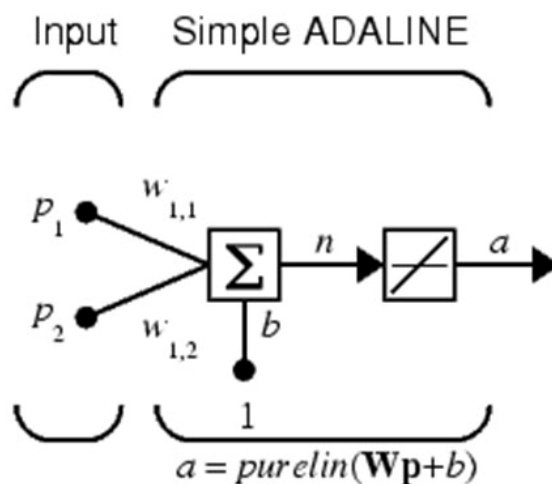 Input Simple ADALINE
w1,1
p1
Σ n a
p2
w1,2 b
1
a = purelin(Wp+b)